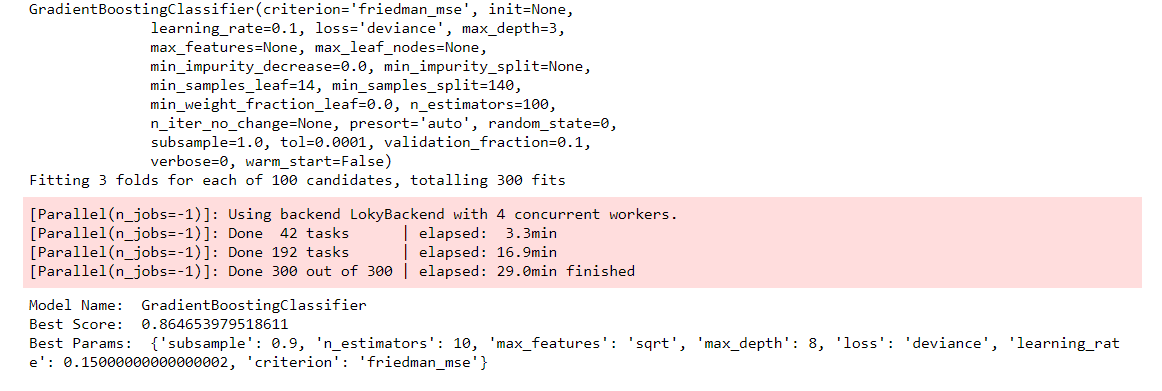 GradientBoostingClassifier(criterion='friedman_mse', init=None,
learning_rate=0.1, loss='deviance', max_depth=3,
max_features=None, max_leaf_nodes=None,
min_impurity_decrease=0.0, min_impurity_split=None,
min_samples_leaf=14, min_samples_split=140,
min_weight_fraction_leaf=0.0, n_estimators=100,
n_iter_no_change=None, presort='auto', random_state=0,
subsample=1.0, tol=0.0001, validation_fraction=0.1,
verbose=0, warm_start=False)
Fitting 3 folds for each of 100 candidates, totalling 300 fits
[Parallel(n_jobs=-1)]: Using backend LokyBackend with 4 concurrent workers.
[Parallel(n_jobs=-1)]: Done  42 tasks      | elapsed:  3.3min
[Parallel(n_jobs=-1)]: Done 192 tasks      | elapsed: 16.9min
[Parallel(n_jobs=-1)]: Done 300 out of 300 | elapsed: 29.0min finished
Model Name:  GradientBoostingClassifier
Best Score:  0.864653979518611
Best Params:  {'subsample': 0.9, 'n_estimators': 10, 'max_features': 'sqrt', 'max_depth': 8, 'loss': 'deviance', 'learning_rat
e': 0.15000000000000002, 'criterion': 'friedman_mse'}